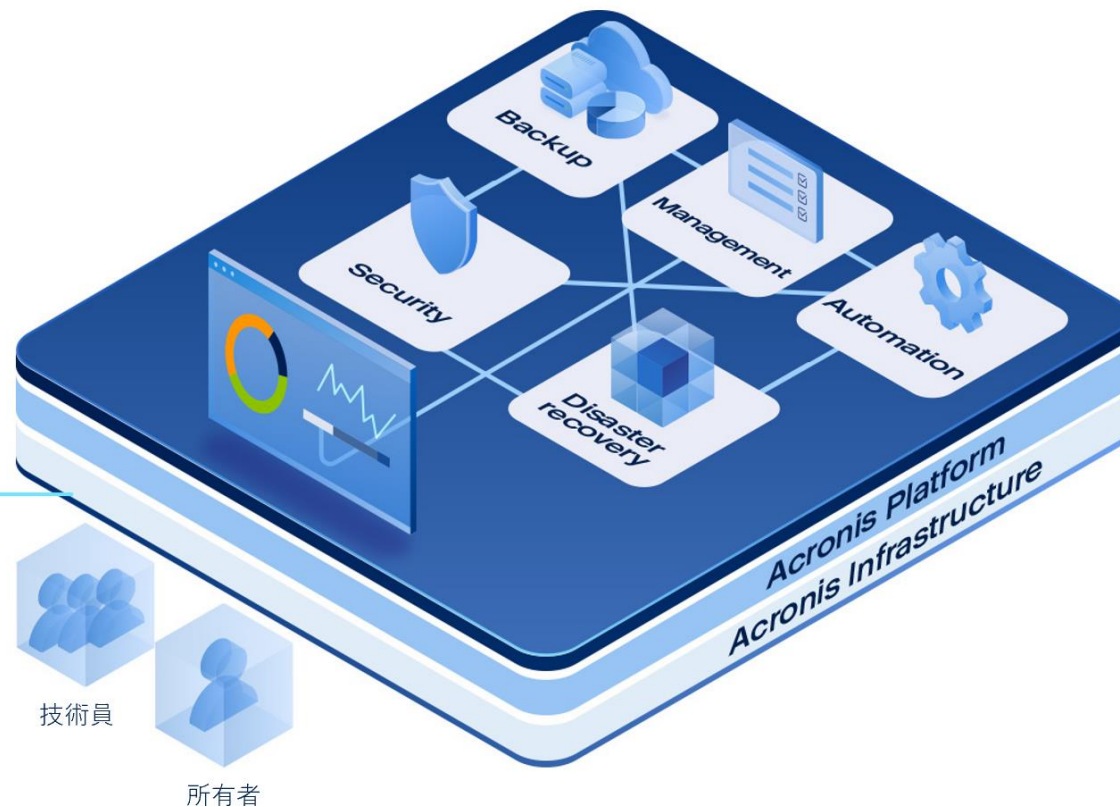 Backup
Management
Security
Automation
Disaster
recovery
Acronis Platform
Acronis Infrastructure
技術員
所有者